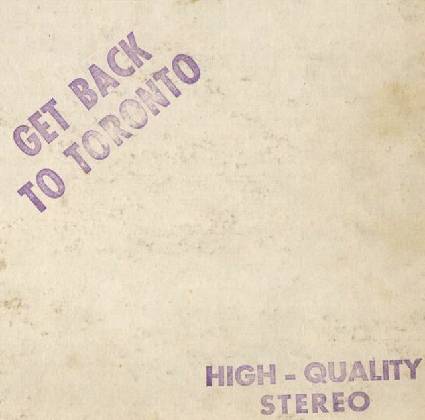 GET BACK
TO TORONTO
HIGH - QUALITY
STEREO